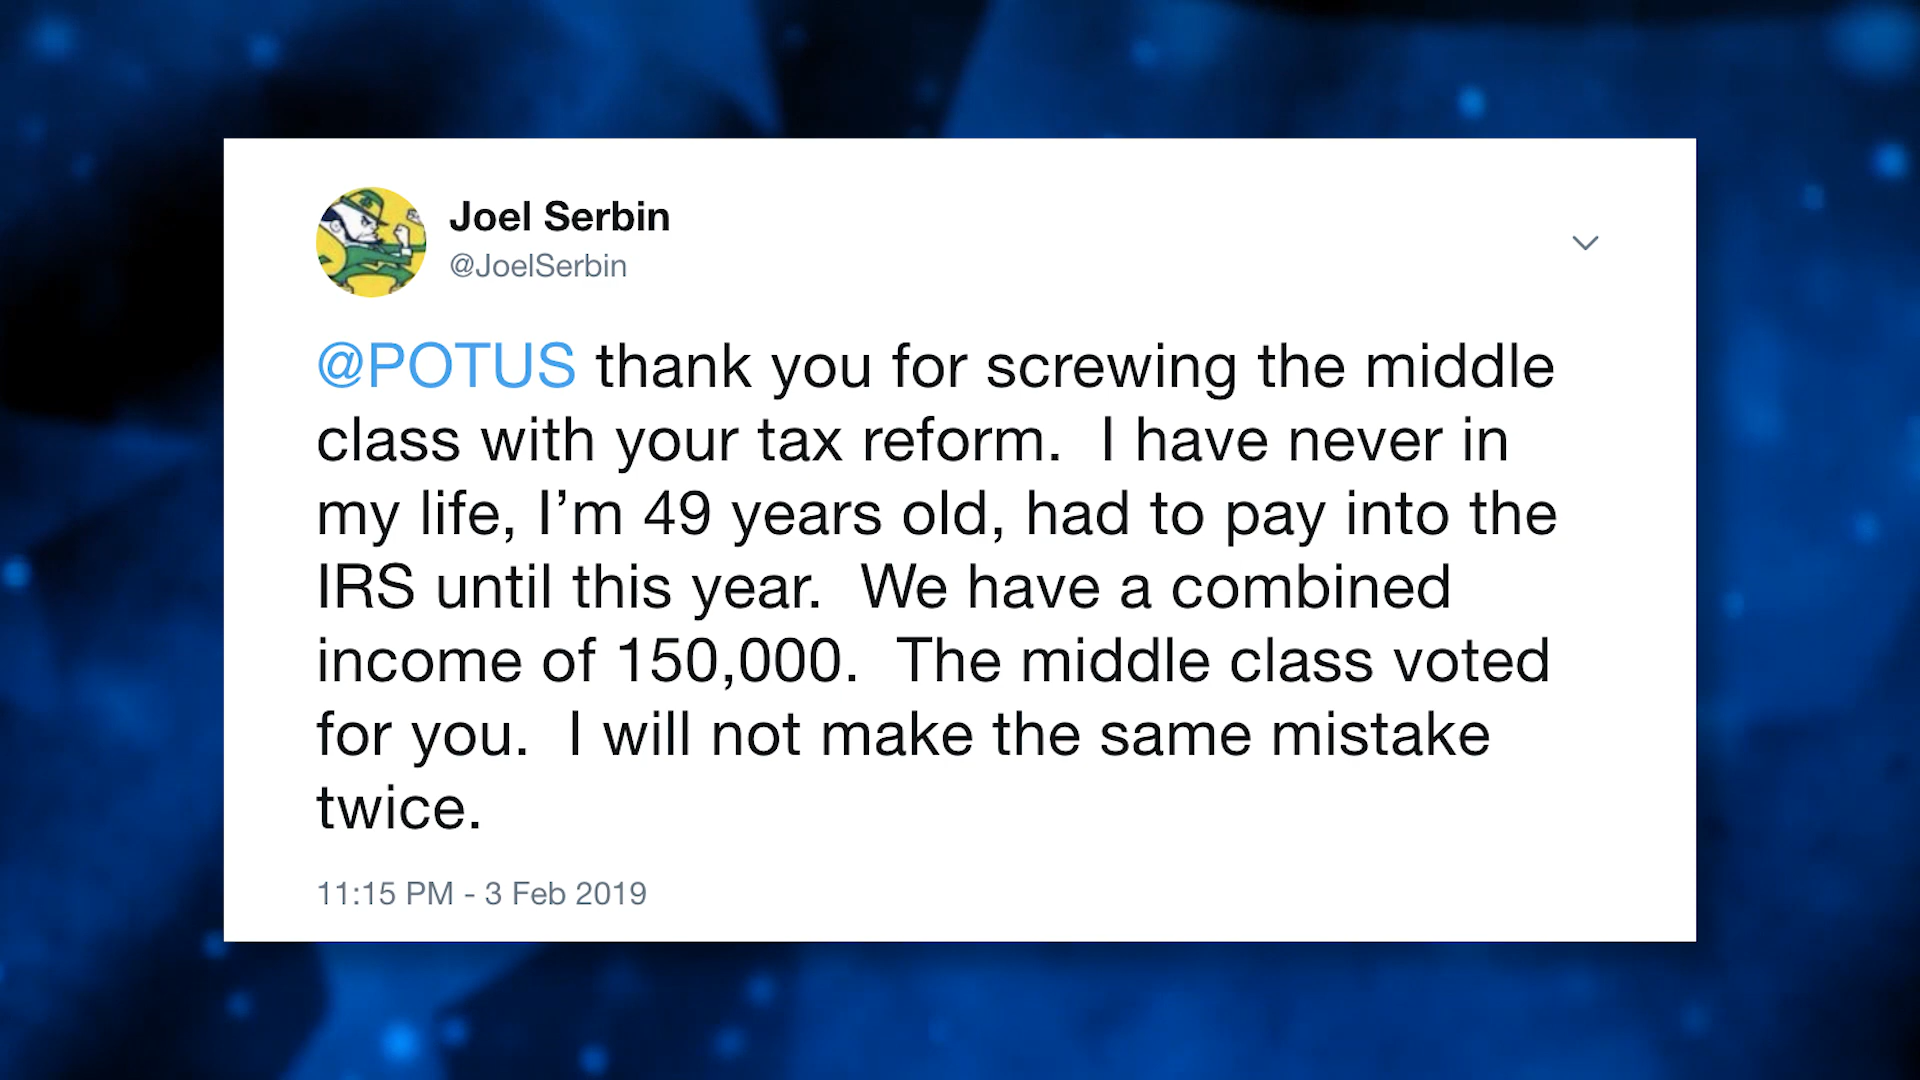 Joel Serbin
@JoelSerbin
@POTUS thank you for screwing the middle
class with your tax reform.  I have never in
my life, I’m 49 years old, had to pay into the
IRS until this year.  We have a combined
income of 150,000.  The middle class voted
for you.  I will not make the same mistake
twice.
11:15 PM - 3 Feb 2019